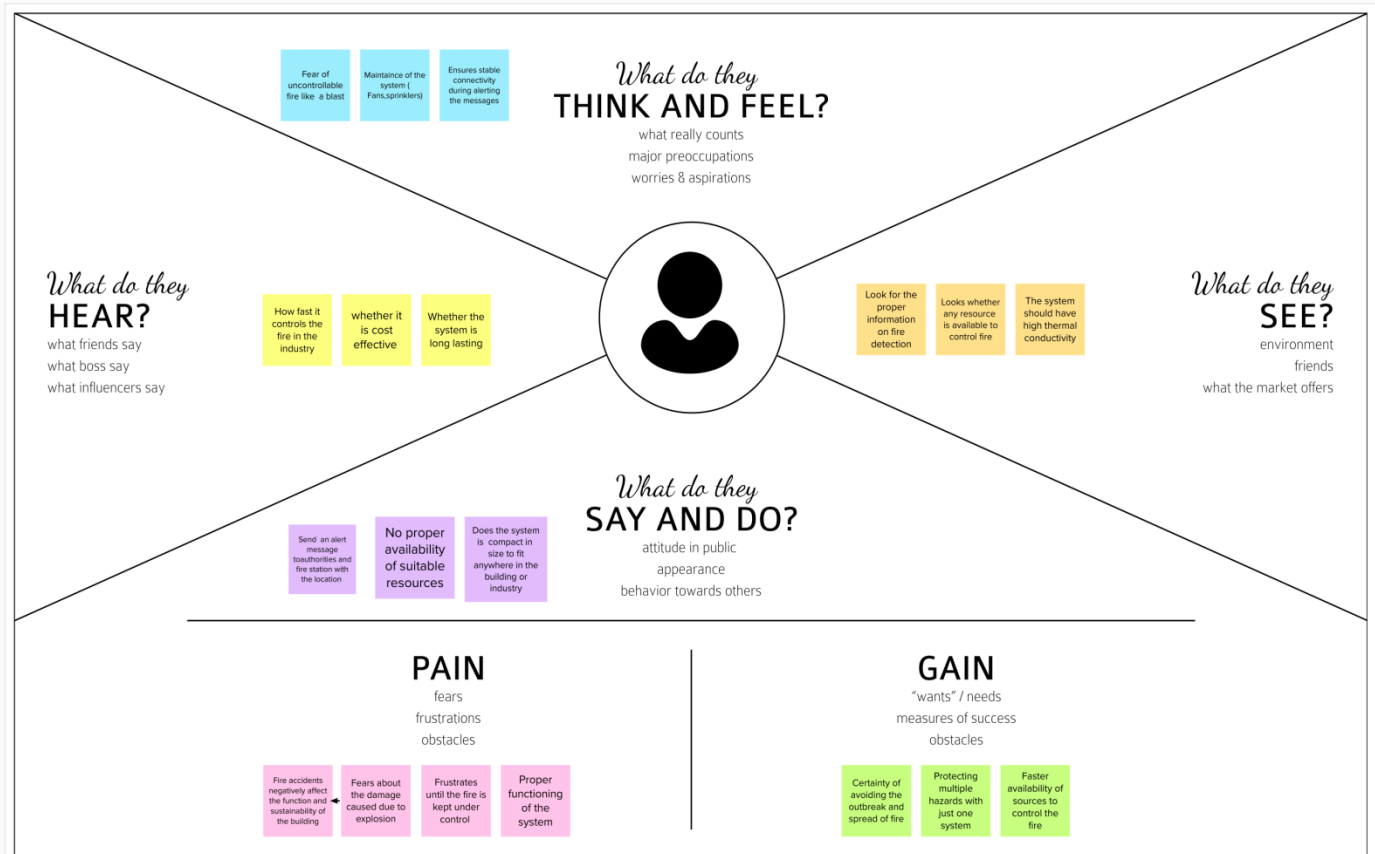 Fear of
uncontrollable
fire like a blast
Maintaince of the
system (
Fans,sprinklers)
Ensures stable
connectivity
during alerting
the messages
What do they
THINK AND FEEL?
what really counts
major preoccupations
worries & aspirations
What do they
HEAR?
what friends say
what boss say
what influencers say
How fast it
controls the
fire in the
industry
whether it
is cost
effective
Whether the
system is
long lasting
Look for the
proper
information
on fire
detection
Looks whether
any resource
is available to
control fire
The system
should have
high thermal
conductivity
What do they
SEE?
environment
friends
what the market offers
What do they
SAY AND DO?
attitude in public
appearance
behavior towards others
Send an alert
message
toauthorities and
fire station with
the location
No proper
availability
of suitable
resources
Does the system
is compact in
size to fit
anywhere in the
building or
industry
PAIN
fears
frustrations
obstacles
Fire accidents
negatively affect
the function and
sustainability of
the building
Fears about
the damage
caused due to
explosion
Frustrates
until the fire is
kept under
control
Proper
functioning
of the
system
GAIN
"wants" / needs
measures of success
obstacles
Certainty of
avoiding the
outbreak and
spread of fire
Protecting
multiple
hazards with
just one
system
Faster
availability of
sources to
control the
fire